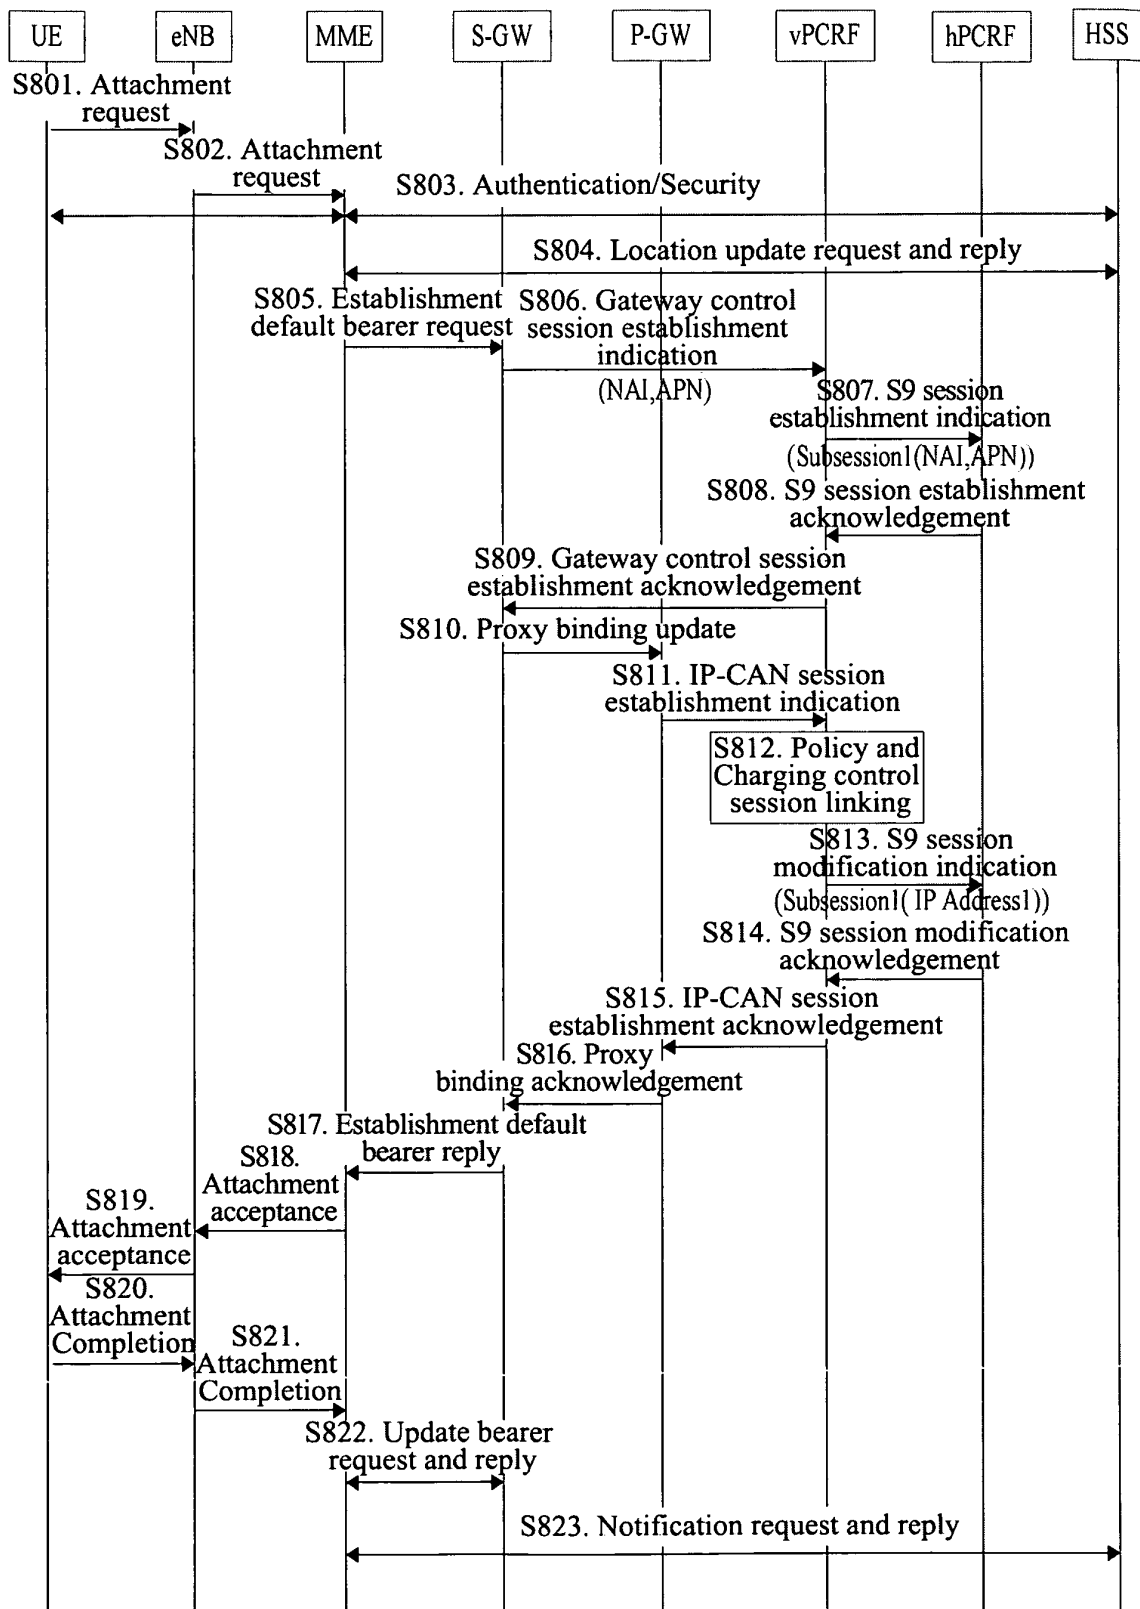 UE eNB MME S-GW P-GW vPCRF hPCRF HSS
S801. Attachment
request
S802. Attachment
request
S803. Authentication/Security
S804. Location update request and reply
S805. Establishment
default bearer request
S806. Gateway control
session establishment
indication
(NAI,APN)
S807. S9 session
establishment indication
(Subsession1(NAI,APN))
S808. S9 session establishment
acknowledgement
S809. Gateway control session
establishment acknowledgement
S810. Proxy binding update
S811. IP-CAN session
establishment indication
S812. Policy and
Charging control
session linking
S813. S9 session
modification indication
(Subsession1( IP Address1))
S814. S9 session modification
acknowledgement
S815. IP-CAN session
establishment acknowledgement
S816. Proxy
binding acknowledgement
S817. Establishment default
bearer reply
S818.
Attachment
acceptance
S819.
Attachment
acceptance
S820.
Attachment
Completion
S821.
Attachment
Completion
S822. Update bearer
request and reply
S823. Notification request and reply